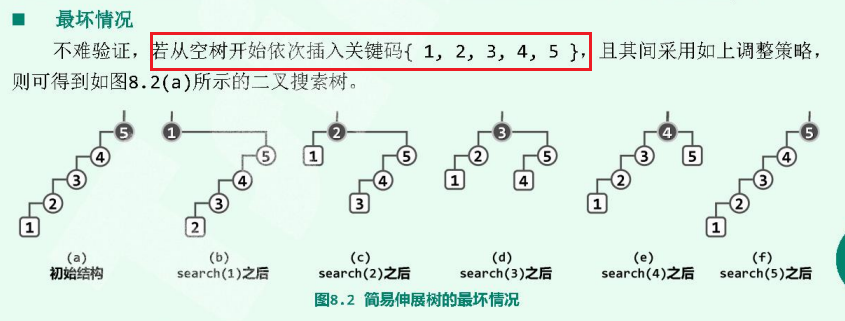 ■ 最坏情况
不难验证，若从空树开始依次插入关键码{ 1, 2, 3, 4, 5 }，且其间采用如上调整策略，
则可得到如图8.2(a)所示的二叉搜索树。
5 1 2 3 4 5
4 5 1 5 2 5 3 5 4
3 4 4 1 4 2 3
2 3 3 1 2
1 2 1
(a) (b) (c) (d) (e) (f)
初始结构 search(1)之后 search(2)之后 search(3)之后 search(4)之后 search(5)之后
图8.2 简易伸展树的最坏情况